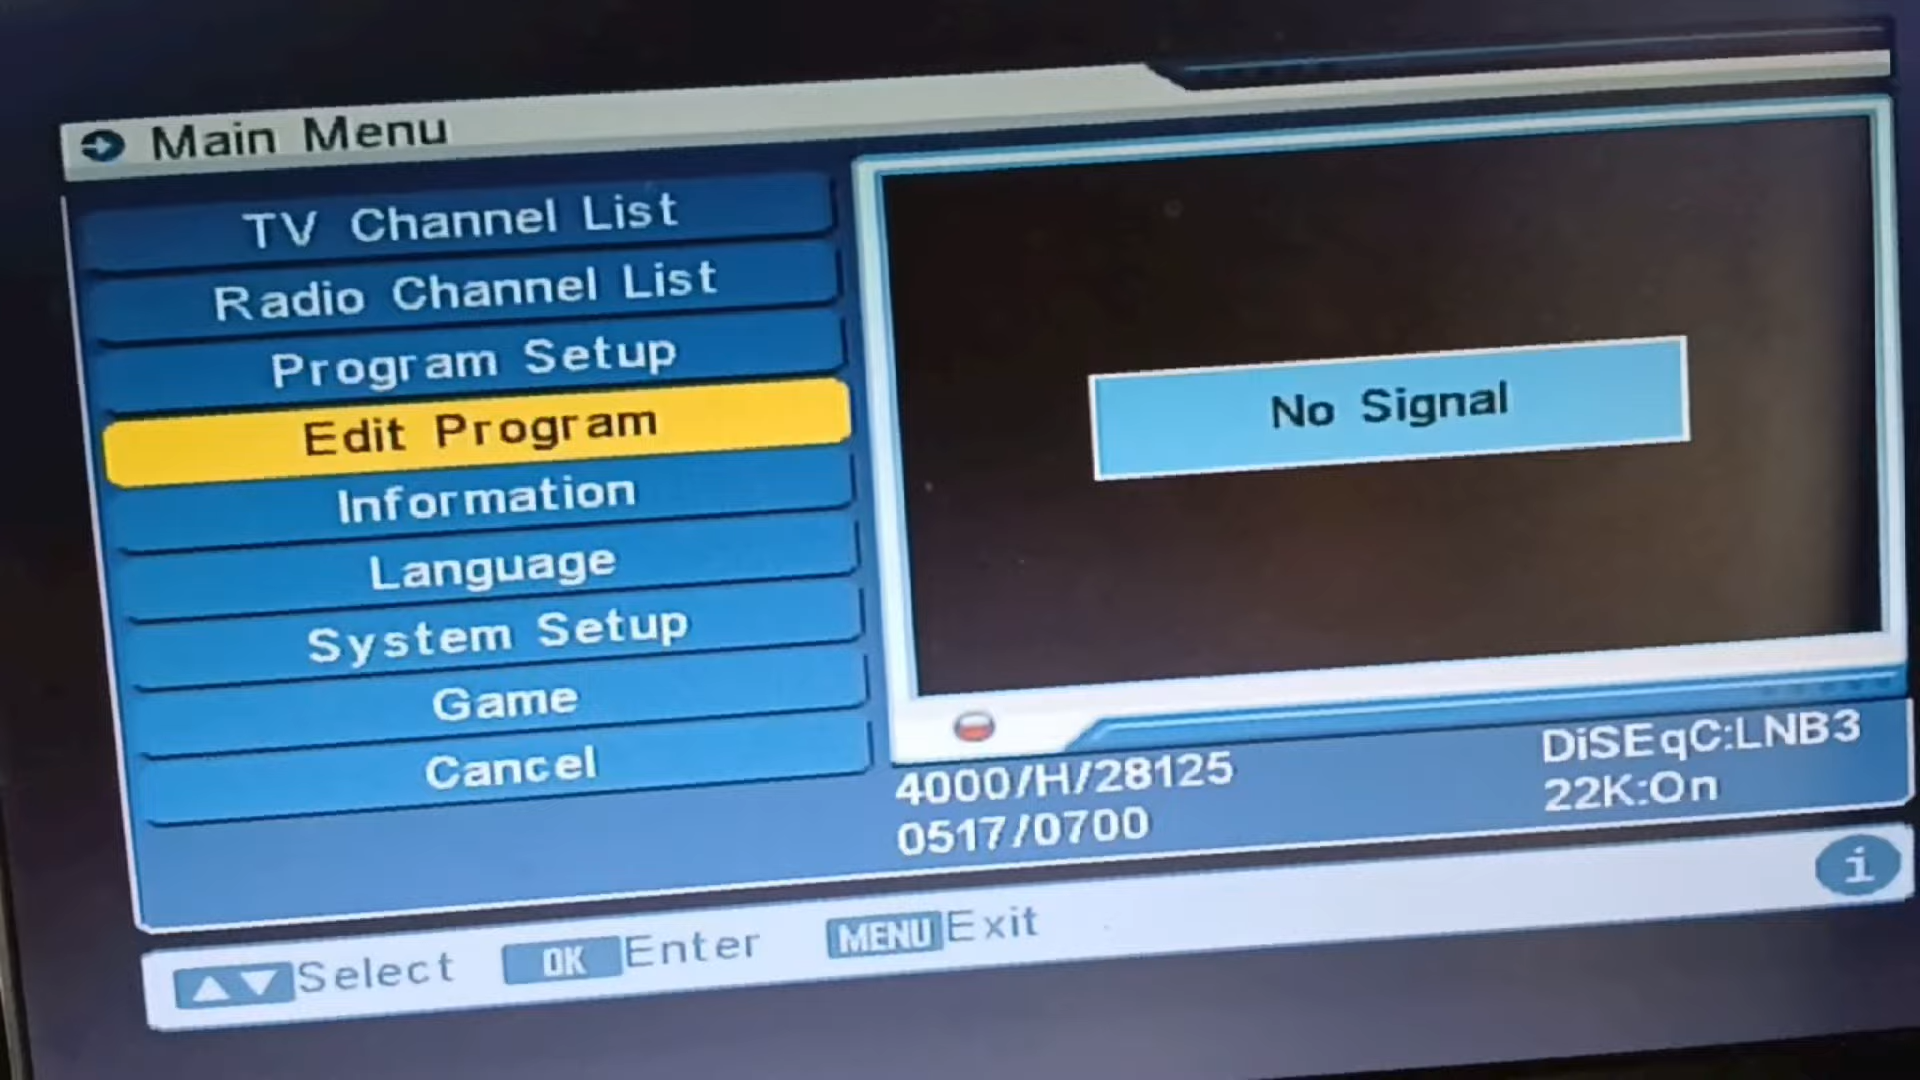 Main Menu
TV Channel List
Radio Channel List
Program Setup
Edit Program
Information
Language
System Setup
Game
Cancel
No Signal
4000/H/28125
0517/0700
DiSEqC:LNB3
22K:On
i
Select OK Enter MENU Exit